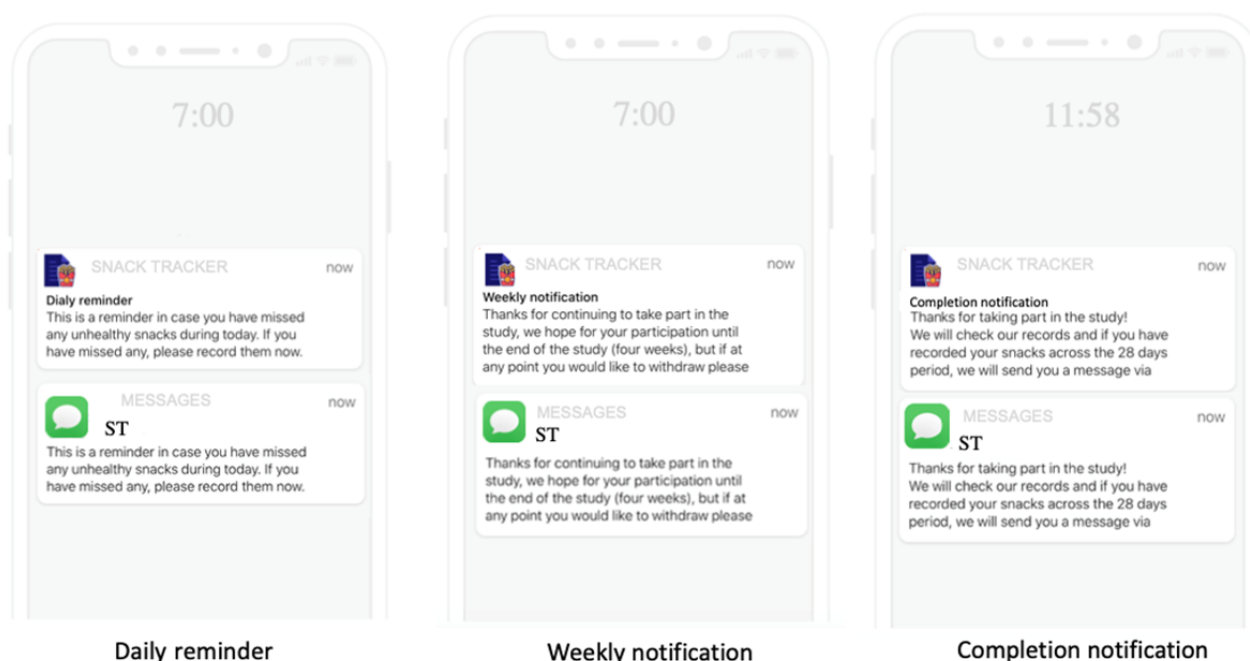 7:00
SNACK TRACKER
now
Dialy reminder
This is a reminder in case you have missed
any unhealthy snacks during today. If you
have missed any, please record them now.
MESSAGES
now
ST
This is a reminder in case you have missed
any unhealthy snacks during today. If you
have missed any, please record them now.
Daily reminder
7:00
SNACK TRACKER
now
Weekly notification
Thanks for continuing to take part in the
study, we hope for your participation until
the end of the study (four weeks), but if at
any point you would like to withdraw please
MESSAGES
now
ST
Thanks for continuing to take part in the
study, we hope for your participation until
the end of the study (four weeks), but if at
any point you would like to withdraw please
Weekly notification
11:58
SNACK TRACKER
now
Completion notification
Thanks for taking part in the study!
We will check our records and if you have
recorded your snacks across the 28 days
period, we will send you a message via
MESSAGES
now
ST
Thanks for taking part in the study!
We will check our records and if you have
recorded your snacks across the 28 days
period, we will send you a message via
Completion notification